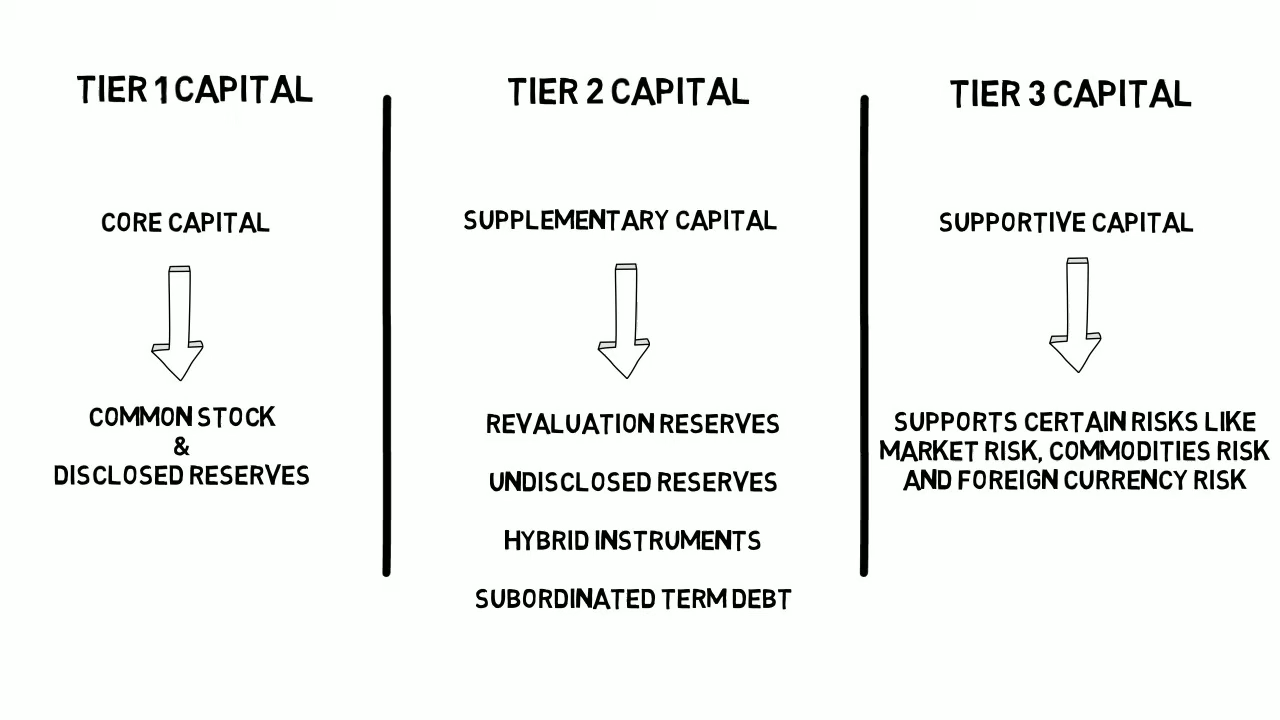 TIER 1 CAPITAL
CORE CAPITAL
COMMON STOCK
&
DISCLOSED RESERVES
TIER 2 CAPITAL
SUPPLEMENTARY CAPITAL
REVALUATION RESERVES
UNDISCLOSED RESERVES
HYBRID INSTRUMENTS
SUBORDINATED TERM DEBT
TIER 3 CAPITAL
SUPPORTIVE CAPITAL
SUPPORTS CERTAIN RISKS LIKE
MARKET RISK, COMMODITIES RISK
AND FOREIGN CURRENCY RISK